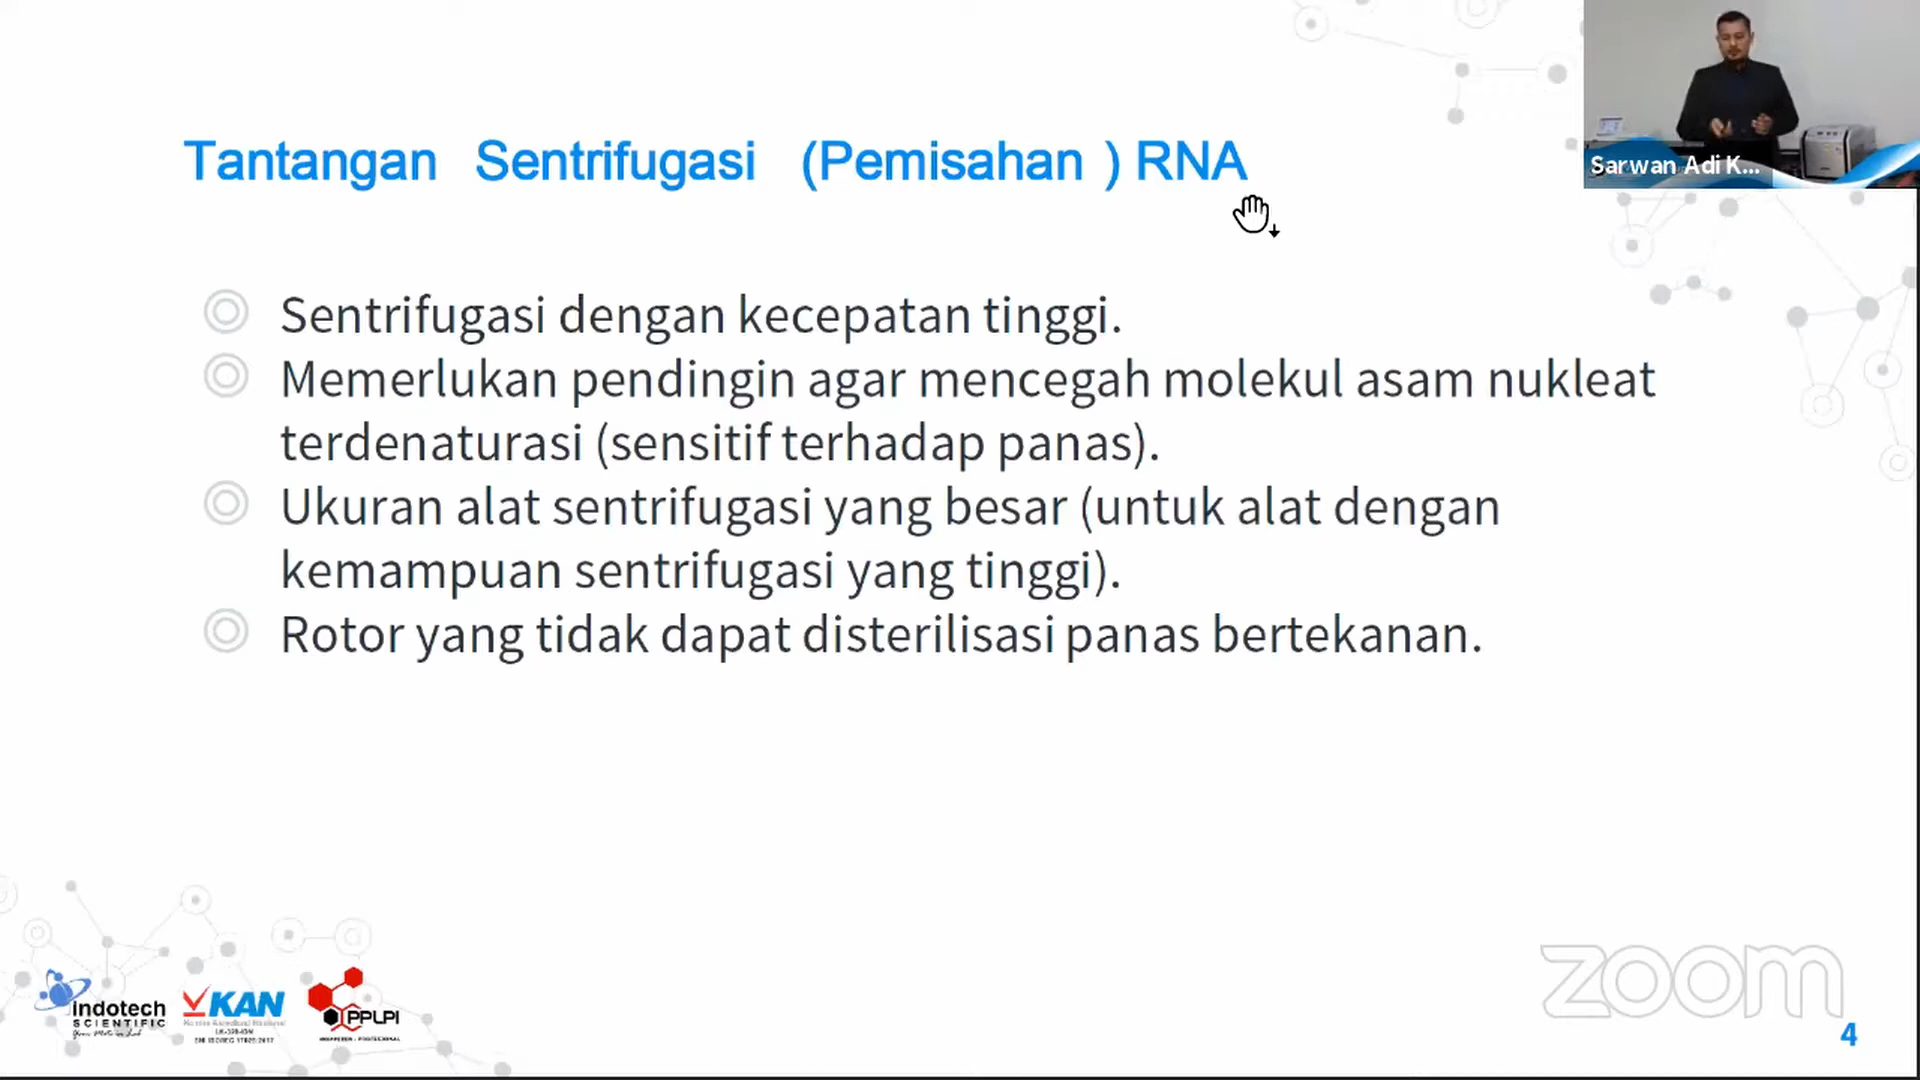 Tantangan Sentrifugasi (Pemisahan ) RNA
Sarwan Adi K...
Sentrifugasi dengan kecepatan tinggi.
Memerlukan pendingin agar mencegah molekul asam nukleat
terdenaturasi (sensitif terhadap panas).
Ukuran alat sentrifugasi yang besar (untuk alat dengan
kemampuan sentrifugasi yang tinggi).
Rotor yang tidak dapat disterilisasi panas bertekanan.
indotech
SCIENTIFIC
KAN
PPLPI
zoom
4